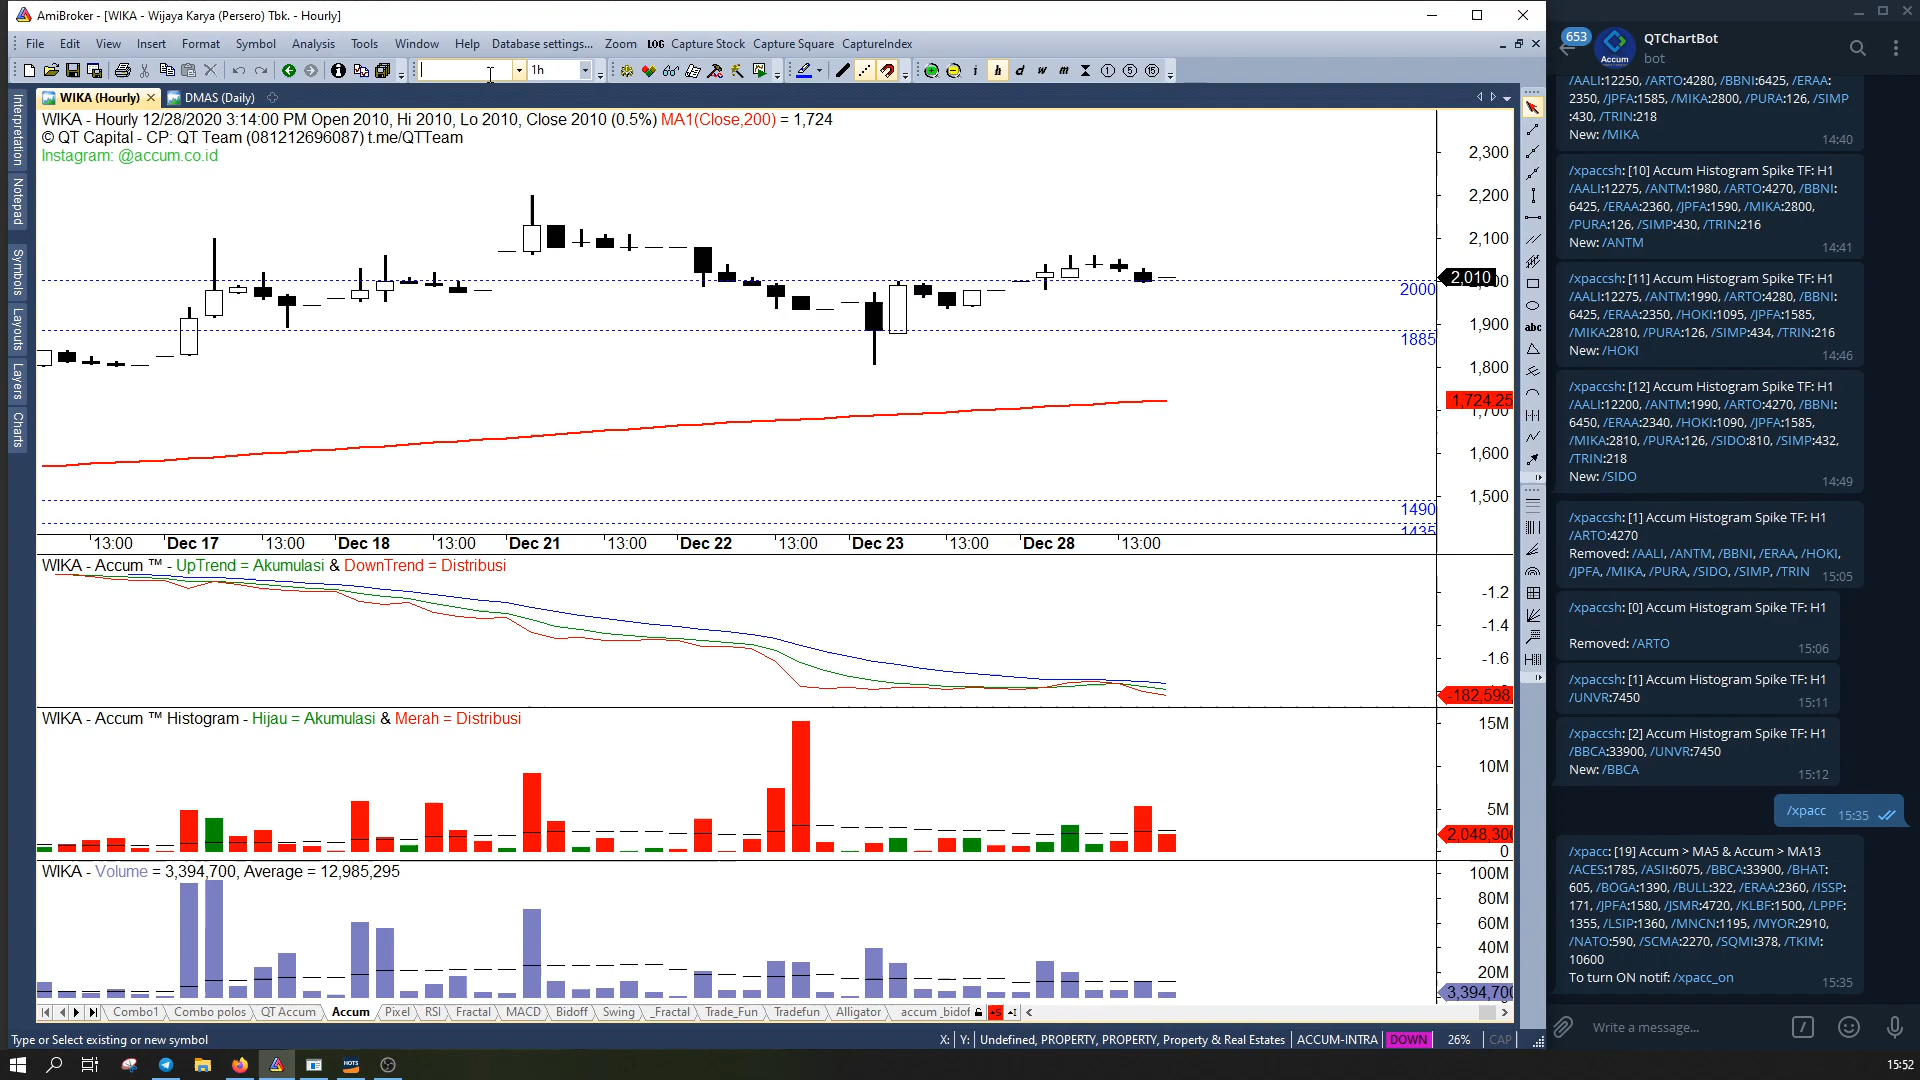 AmiBroker - [WIKA - Wijaya Karya (Persero) Tbk. - Hourly]
File Edit View Insert Format Symbol Analysis Tools Window Help Database settings... Zoom LOG Capture Stock Capture Square CaptureIndex
1h
i h d w m 1 5 15
WIKA (Hourly) DMAS (Daily)
Interpretation
Notepad
Symbols
Layouts
Layers
Charts
WIKA - Hourly 12/28/2020 3:14:00 PM Open 2010, Hi 2010, Lo 2010, Close 2010 (0.5%) MA1(Close,200) = 1,724
© QT Capital - CP: QT Team (081212696087) t.me/QTTeam
Instagram: @accum.co.id
2,300
2,200
2,100
2,010
2000
1,900
1885
1,800
1,724.25
1,700
1,600
1,500
1490
1435
13:00 Dec 17 13:00 Dec 18 13:00 Dec 21 13:00 Dec 22 13:00 Dec 23 13:00 Dec 28 13:00
WIKA - Accum ™ - UpTrend = Akumulasi & DownTrend = Distribusi
-1.2
-1.4
-1.6
-182,598
WIKA - Accum ™ Histogram - Hijau = Akumulasi & Merah = Distribusi
15M
10M
5M
2,048,300
0
WIKA - Volume = 3,394,700, Average = 12,985,295
100M
80M
60M
40M
20M
3,394,700
Combo1 Combo polos QT Accum Accum Pixel RSI Fractal MACD Bidoff Swing _Fractal Trade_Fun Tradefun Alligator accum _bidof
Type or Select existing or new symbol X: Y: Undefined, PROPERTY, PROPERTY, Property & Real Estates ACCUM-INTRA DOWN 26% CAP
abc
653
Accum
QTChartBot
bot
/AALI:12250, /ARTO:4280, /BBNI:6425, /ERAA:
2350, /JPFA:1585, /MIKA:2800, /PURA:126, /SIMP
:430, /TRIN:218
New: /MIKA 14:40
/xpaccsh: [10] Accum Histogram Spike TF: H1
/AALI:12275, /ANTM:1980, /ARTO:4270, /BBNI:
6425, /ERAA:2360, /JPFA:1590, /MIKA:2800,
/PURA:126, /SIMP:430, /TRIN:216
New: /ANTM 14:41
/xpaccsh: [11] Accum Histogram Spike TF: H1
/AALI:12275, /ANTM:1990, /ARTO:4280, /BBNI:
6425, /ERAA:2350, /HOKI:1095, /JPFA:1585,
/MIKA:2810, /PURA:126, /SIMP:434, /TRIN:216
New: /HOKI 14:46
/xpaccsh: [12] Accum Histogram Spike TF: H1
/AALI:12200, /ANTM:1990, /ARTO:4270, /BBNI:
6450, /ERAA:2340, /HOKI:1090, /JPFA:1585,
/MIKA:2810, /PURA:126, /SIDO:810, /SIMP:432,
/TRIN:218
New: /SIDO 14:49
/xpaccsh: [1] Accum Histogram Spike TF: H1
/ARTO:4270
Removed: /AALI, /ANTM, /BBNI, /ERAA, /HOKI,
/JPFA, /MIKA, /PURA, /SIDO, /SIMP, /TRIN 15:05
/xpaccsh: [0] Accum Histogram Spike TF: H1
Removed: /ARTO 15:06
/xpaccsh: [1] Accum Histogram Spike TF: H1
/UNVR:7450 15:11
/xpaccsh: [2] Accum Histogram Spike TF: H1
/BBCA:33900, /UNVR:7450
New: /BBCA 15:12
/xpacc 15:35
/xpacc: [19] Accum > MA5 & Accum > MA13
/ACES:1785, /ASII:6075, /BBCA:33900, /BHAT:
605, /BOGA:1390, /BULL:322, /ERAA:2360, /ISSP:
171, /JPFA:1580, /JSMR:4720, /KLBF:1500, /LPPF:
1355, /LSIP:1360, /MNCN:1195, /MYOR:2910,
/NATO:590, /SCMA:2270, /SQMI:378, /TKIM:
10600
To turn ON notif: /xpacc_on 15:35
Write a message...
15:52